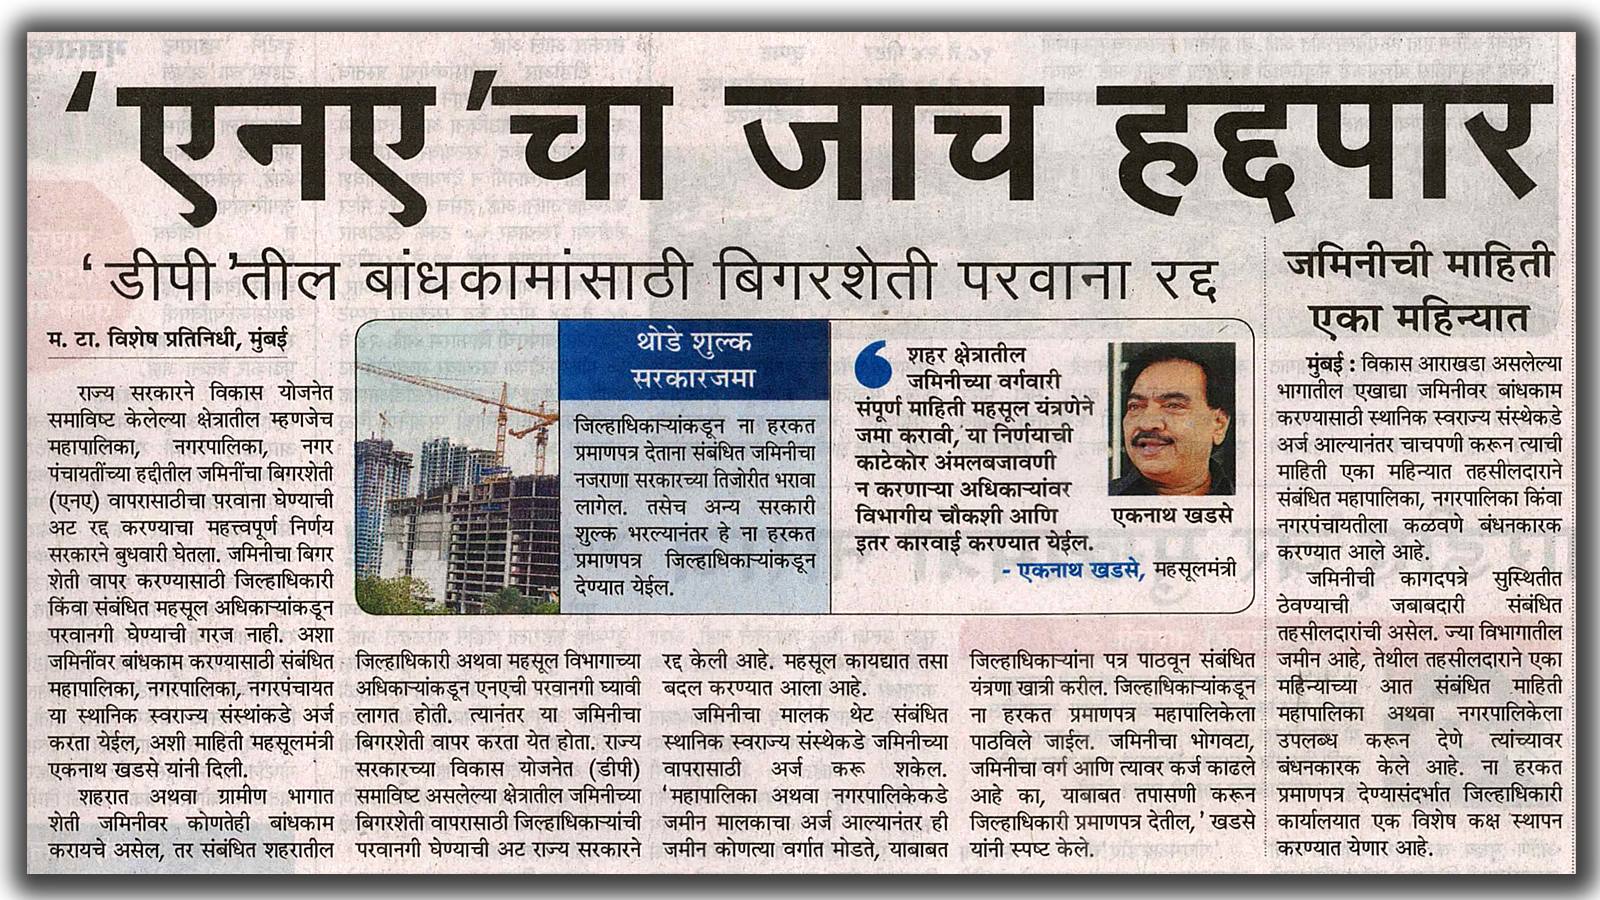 ‘एनए’चा जाच हद्दपार
‘डीपी’तील बांधकामांसाठी बिगरशेती परवाना रद्द
म. टा. विशेष प्रतिनिधी, मुंबई
राज्य सरकारने विकास योजनेत
समाविष्ट केलेल्या क्षेत्रातील म्हणजेच
महापालिका, नगरपालिका, नगर
पंचायतींच्या हद्दीतील जमिनींचा बिगरशेती
(एनए) वापरासाठीचा परवाना घेण्याची
अट रद्द करण्याचा महत्त्वपूर्ण निर्णय
सरकारने बुधवारी घेतला. जमिनीचा बिगर
शेती वापर करण्यासाठी जिल्हाधिकारी
किंवा संबंधित महसूल अधिकाऱ्यांकडून
परवानगी घेण्याची गरज नाही. अशा
जमिनींवर बांधकाम करण्यासाठी संबंधित
महापालिका, नगरपालिका, नगरपंचायत
या स्थानिक स्वराज्य संस्थांकडे अर्ज
करता येईल, अशी माहिती महसूलमंत्री
एकनाथ खडसे यांनी दिली.
शहरात अथवा ग्रामीण भागात
शेती जमिनीवर कोणतेही बांधकाम
करायचे असेल, तर संबंधित शहरातील
थोडे शुल्क
सरकारजमा
जिल्हाधिकाऱ्यांकडून ना हरकत
प्रमाणपत्र देताना संबंधित जमिनीचा
नजराणा सरकारच्या तिजोरीत भरावा
लागेल. तसेच अन्य सरकारी
शुल्क भरल्यानंतर हे ना हरकत
प्रमाणपत्र जिल्हाधिकाऱ्यांकडून
देण्यात येईल.
‘शहर क्षेत्रातील
जमिनीच्या वर्गवारी
संपूर्ण माहिती महसूल यंत्रणेने
जमा करावी, या निर्णयाची
काटेकोर अंमलबजावणी
न करणाऱ्या अधिकाऱ्यांवर
विभागीय चौकशी आणि
इतर कारवाई करण्यात येईल.
- एकनाथ खडसे, महसूलमंत्री
एकनाथ खडसे
जिल्हाधिकारी अथवा महसूल विभागाच्या
अधिकाऱ्यांकडून एनएची परवानगी घ्यावी
लागत होती. त्यानंतर या जमिनीचा
बिगरशेती वापर करता येत होता. राज्य
सरकारच्या विकास योजनेत (डीपी)
समाविष्ट असलेल्या क्षेत्रातील जमिनीच्या
बिगरशेती वापरासाठी जिल्हाधिकाऱ्यांची
परवानगी घेण्याची अट राज्य सरकारने
रद्द केली आहे. महसूल कायद्यात तसा
बदल करण्यात आला आहे.
जमिनीचा मालक थेट संबंधित
स्थानिक स्वराज्य संस्थेकडे जमिनीच्या
वापरासाठी अर्ज करू शकेल.
‘महापालिका अथवा नगरपालिकेकडे
जमीन मालकाचा अर्ज आल्यानंतर ही
जमीन कोणत्या वर्गात मोडते, याबाबत
जिल्हाधिकाऱ्यांना पत्र पाठवून संबंधित
यंत्रणा खात्री करील. जिल्हाधिकाऱ्यांकडून
ना हरकत प्रमाणपत्र महापालिकेला
पाठविले जाईल. जमिनीचा भोगवटा,
जमिनीचा वर्ग आणि त्यावर कर्ज काढले
आहे का, याबाबत तपासणी करून
जिल्हाधिकारी प्रमाणपत्र देतील,’ खडसे
यांनी स्पष्ट केले.
जमिनीची माहिती
एका महिन्यात
मुंबई : विकास आराखडा असलेल्या
भागातील एखाद्या जमिनीवर बांधकाम
करण्यासाठी स्थानिक स्वराज्य संस्थेकडे
अर्ज आल्यानंतर चाचपणी करून त्याची
माहिती एका महिन्यात तहसीलदाराने
संबंधित महापालिका, नगरपालिका किंवा
नगरपंचायतीला कळवणे बंधनकारक
करण्यात आले आहे.
जमिनीची कागदपत्रे सुस्थितीत
ठेवण्याची जबाबदारी संबंधित
तहसीलदारांची असेल. ज्या विभागातील
जमीन आहे, तेथील तहसीलदाराने एका
महिन्याच्या आत संबंधित माहिती
महापालिका अथवा नगरपालिकेला
उपलब्ध करून देणे त्यांच्यावर
बंधनकारक केले आहे. ना हरकत
प्रमाणपत्र देण्यासंदर्भात जिल्हाधिकारी
कार्यालयात एक विशेष कक्ष स्थापन
करण्यात येणार आहे.